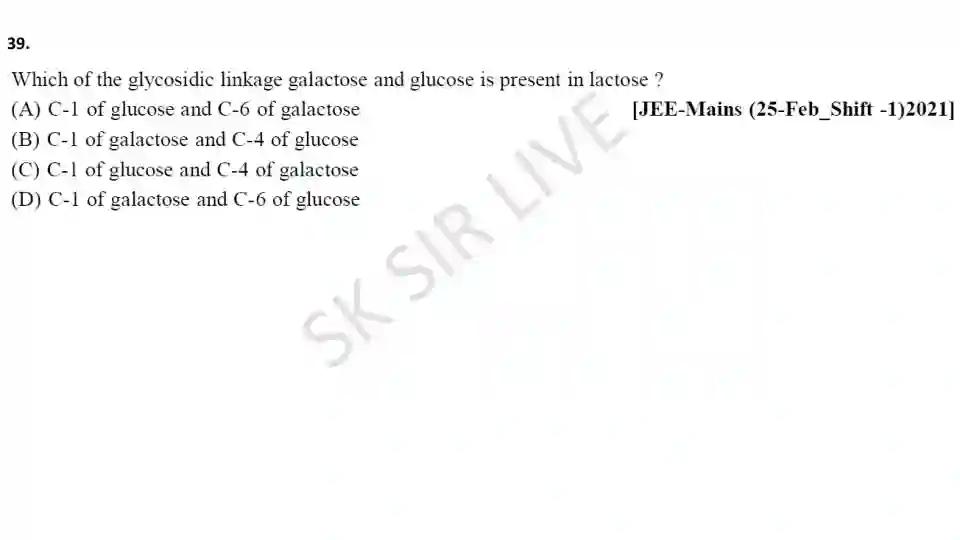 39.
Which of the glycosidic linkage galactose and glucose is present in lactose ?
(A) C-1 of glucose and C-6 of galactose [JEE-Mains (25-Feb_Shift -1)2021]
(B) C-1 of galactose and C-4 of glucose
(C) C-1 of glucose and C-4 of galactose
(D) C-1 of galactose and C-6 of glucose
SK SIR LIVE